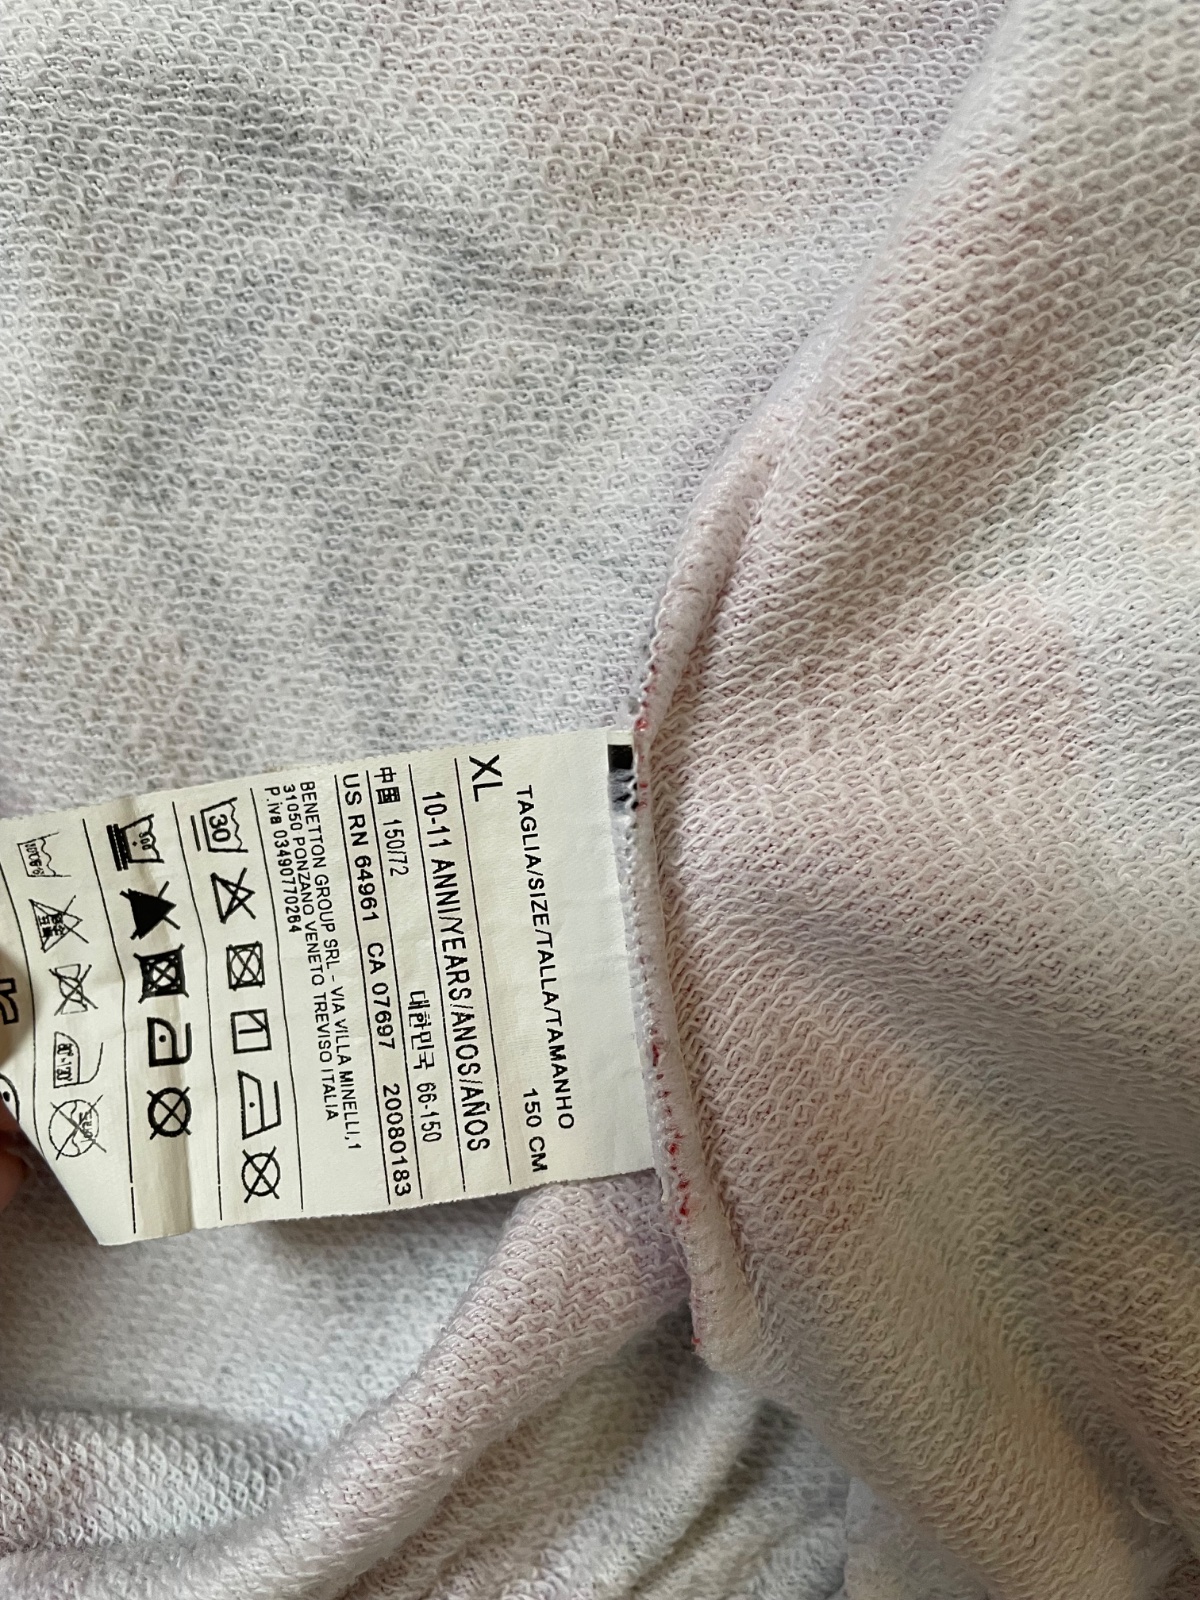 TAGLIA/SIZE/TALLA/TAMANHO
150 CM
XL
10-11 ANNI/YEARS/ANOS/AÑOS
中国 150/72 대한민국 66-150
US RN 64961 CA 07697 20080183
BENETTON GROUP SRL - VIA VILLA MINELLI,1
31050 PONZANO VENETO TREVISO ITALIA
P.iva 03490770264
30